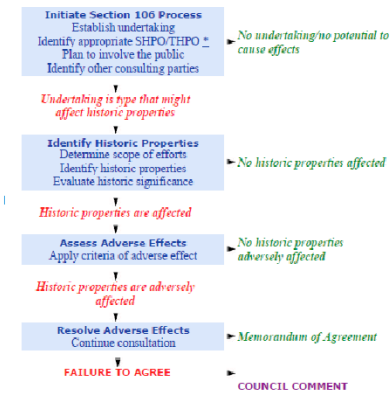 Initiate Section 106 Process
Establish undertaking
Identify appropriate SHPO/THPO *
Plan to involve the public
Identify other consulting parties
No undertaking/no potential to
cause effects
Undertaking is type that might
affect historic properties
Identify Historic Properties
Determine scope of efforts
Identify historic properties
Evaluate historic significance
No historic properties affected
Historic properties are affected
Assess Adverse Effects
Apply criteria of adverse effect
No historic properties
adversely affected
Historic properties are adversely
affected
Resolve Adverse Effects
Continue consultation
Memorandum of Agreement
FAILURE TO AGREE
COUNCIL COMMENT